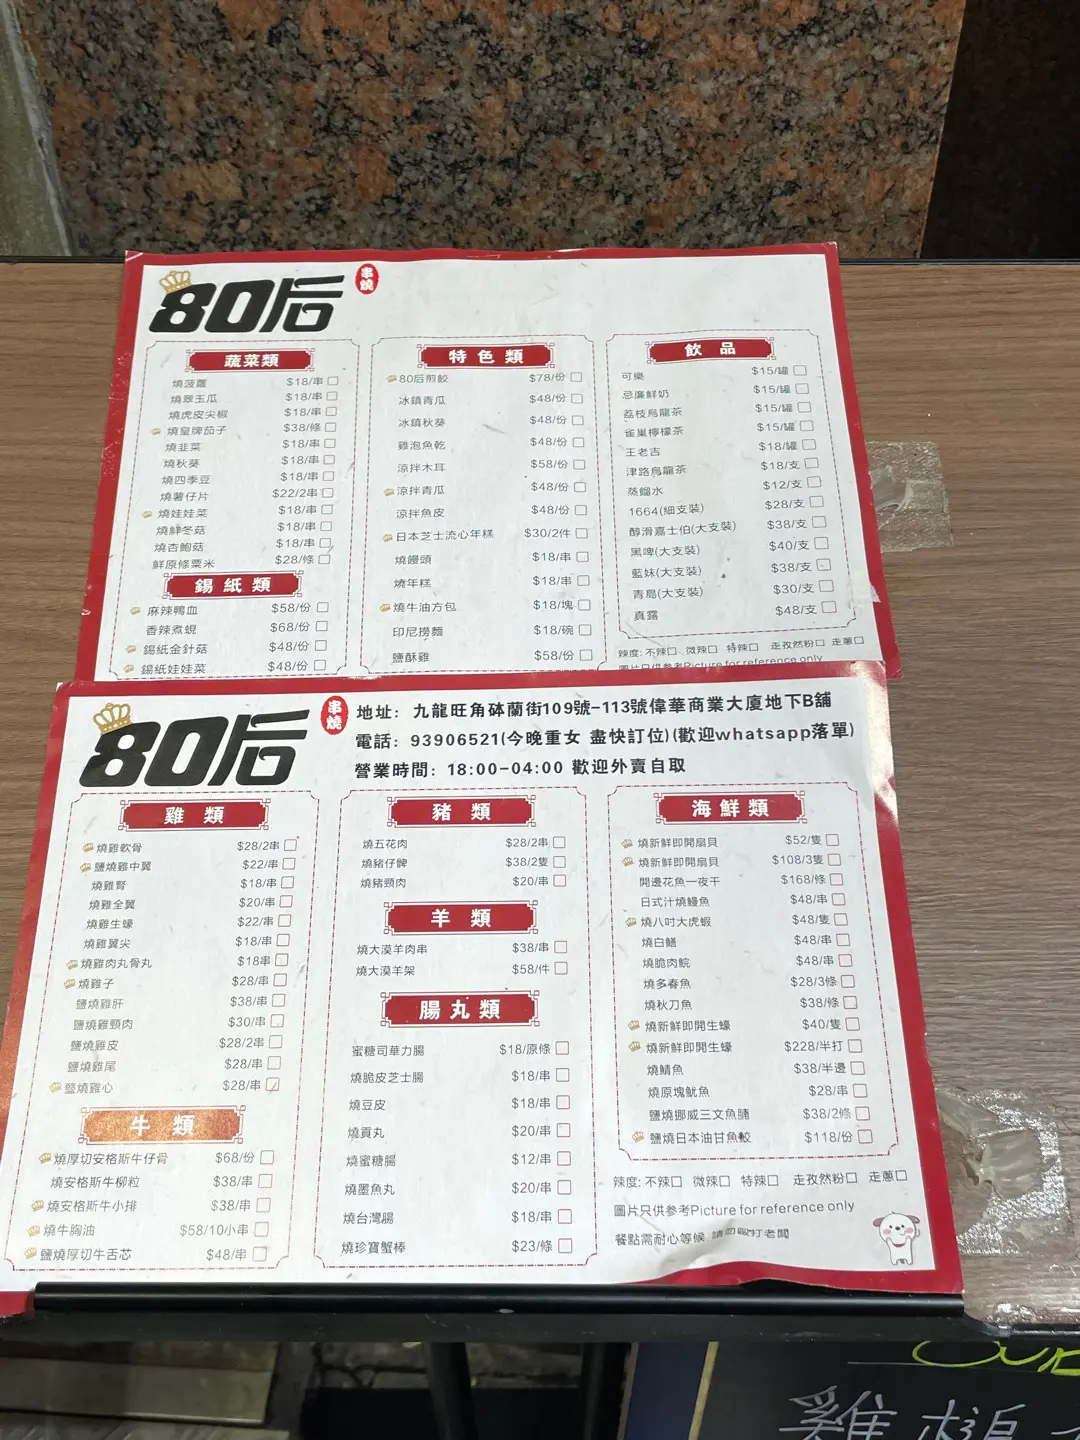 80后
串燒
蔬菜類
燒菠蘿 $18/串
燒翠玉瓜 $18/串
燒虎皮尖椒 $18/串
燒皇牌茄子 $38/條
燒韭菜 $18/串
燒秋葵 $18/串
燒四季豆 $18/串
燒薯仔片 $22/2串
燒娃娃菜 $18/串
燒鮮冬菇 $18/串
燒杏鮑菇 $18/串
鮮原條粟米 $28/條
錫紙類
麻辣鴨血 $58/份
香辣煮蜆 $68/份
錫紙金針菇 $48/份
錫紙娃娃菜 $48/份
特色類
80后煎餃 $78/份
冰鎮青瓜 $48/份
冰鎮秋葵 $48/份
雞泡魚乾 $48/份
涼拌木耳 $58/份
涼拌青瓜 $48/份
涼拌魚皮 $48/份
日本芝士流心年糕 $30/2件
燒饅頭 $18/串
燒年糕 $18/串
燒牛油方包 $18/塊
印尼撈麵 $18/碗
鹽酥雞 $58/份
飲品
可樂 $15/罐
忌廉鮮奶 $15/罐
荔枝烏龍茶 $15/罐
雀巢檸檬茶 $15/罐
王老吉 $18/罐
津路烏龍茶 $18/支
蒸餾水 $12/支
1664(細支裝) $28/支
醇滑嘉士伯(大支裝) $38/支
黑啤(大支裝) $40/支
藍妹(大支裝) $38/支
青島(大支裝) $30/支
真露 $48/支
辣度: 不辣 微辣 特辣 走孜然粉 走蔥
圖片只供參考Picture for reference only
80后
串燒
地址：九龍旺角砵蘭街109號-113號偉華商業大廈地下B舖
電話：93906521(今晚重女 盡快訂位)(歡迎whatsapp落單)
營業時間：18:00-04:00 歡迎外賣自取
雞類
燒雞軟骨 $28/2串
鹽燒雞中翼 $22/串
燒雞腎 $18/串
燒雞全翼 $20/串
燒雞生蠔 $22/串
燒雞翼尖 $18/串
燒雞肉丸骨丸 $18串
燒雞子 $28/串
鹽燒雞肝 $38/串
鹽燒雞頸肉 $30/串
鹽燒雞皮 $28/2串
鹽燒雞尾 $28/串
鹽燒雞心 $28/串
牛類
燒厚切安格斯牛仔骨 $68/份
燒安格斯牛柳粒 $38/串
燒安格斯牛小排 $38/串
燒牛胸油 $58/10小串
鹽燒厚切牛舌芯 $48/串
豬類
燒五花肉 $28/2串
燒豬仔髀 $38/2隻
燒豬頸肉 $20/串
羊類
燒大漠羊肉串 $38/串
燒大漠羊架 $58/件
腸丸類
蜜糖司華力腸 $18/原條
燒脆皮芝士腸 $18/串
燒豆皮 $18/串
燒貢丸 $20/串
燒蜜糖腸 $12/串
燒墨魚丸 $20/串
燒台灣腸 $18/串
燒珍寶蟹棒 $23/條
海鮮類
燒新鮮即開扇貝 $52/隻
燒新鮮即開扇貝 $108/3隻
開邊花魚一夜干 $168/條
日式汁燒鰻魚 $48/串
燒八吋大虎蝦 $48/隻
燒白鱔 $48/串
燒脆肉鯇 $48/串
燒多春魚 $28/3條
燒秋刀魚 $38/條
燒新鮮即開生蠔 $40/隻
燒新鮮即開生蠔 $228/半打
燒鯖魚 $38/半邊
燒原塊魷魚 $28/串
鹽燒挪威三文魚腩 $38/2條
鹽燒日本油甘魚鮫 $118/份
辣度: 不辣 微辣 特辣 走孜然粉 走蔥
圖片只供參考Picture for reference only
餐點需耐心等候 請勿毆打老闆
雞